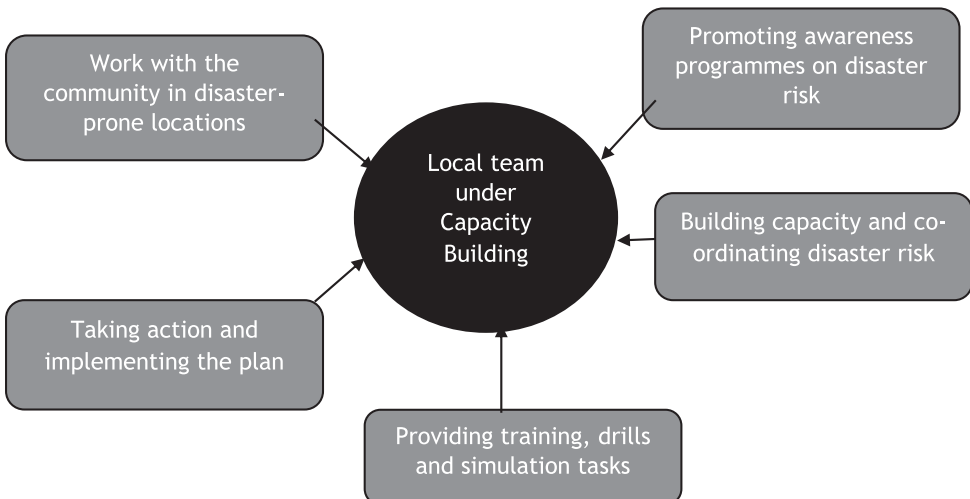 Work with the
community in disaster-
prone locations
Promoting awareness
programmes on disaster
risk
Local team
under
Capacity
Building
Building capacity and co-
ordinating disaster risk
Taking action and
implementing the plan
Providing training, drills
and simulation tasks